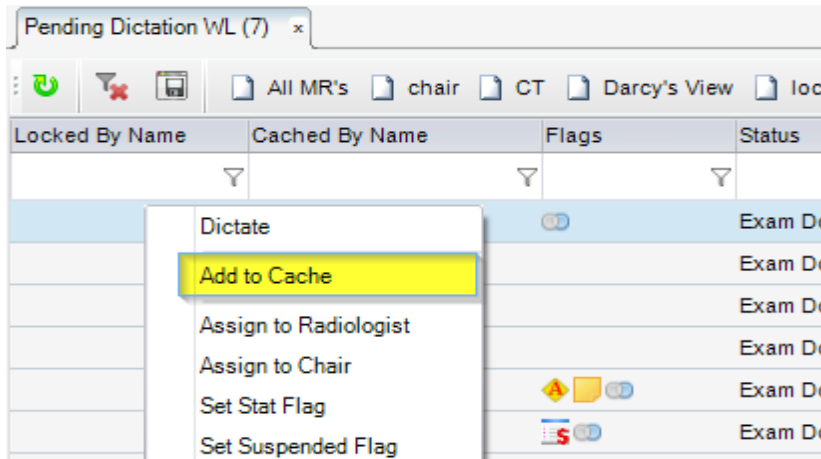 Pending Dictation WL (7) x
All MR's chair CT Darcy's View loc
Locked By Name Cached By Name Flags Status
Dictate Exam Do
Add to Cache Exam Do
Assign to Radiologist Exam Do
Assign to Chair Exam Do
Set Stat Flag A Exam Do
Set Suspended Flag $ Exam Do